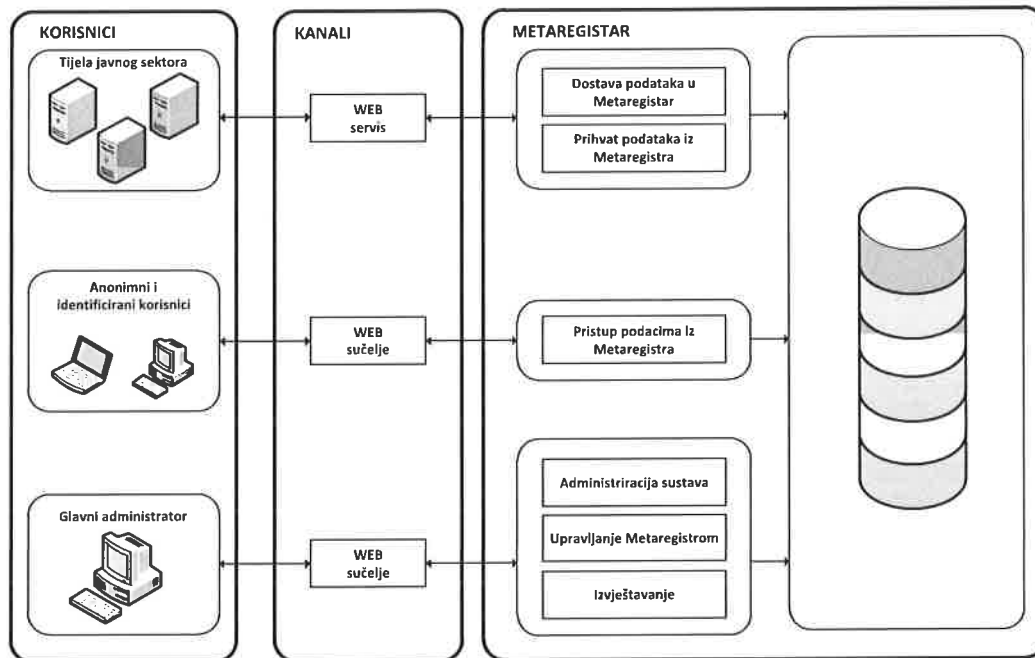 KORISNICI
Tijela javnog sektora
Anonimni i
identificirani korisnici
Glavni administrator
KANALI
WEB
servis
WEB
sučelje
WEB
sučelje
METAREGISTAR
Dostava podataka u
Metaregistar
Prihvat podataka iz
Metaregistra
Pristup podacima iz
Metaregistra
Administriracija sustava
Upravljanje Metaregistrom
Izvještavanje